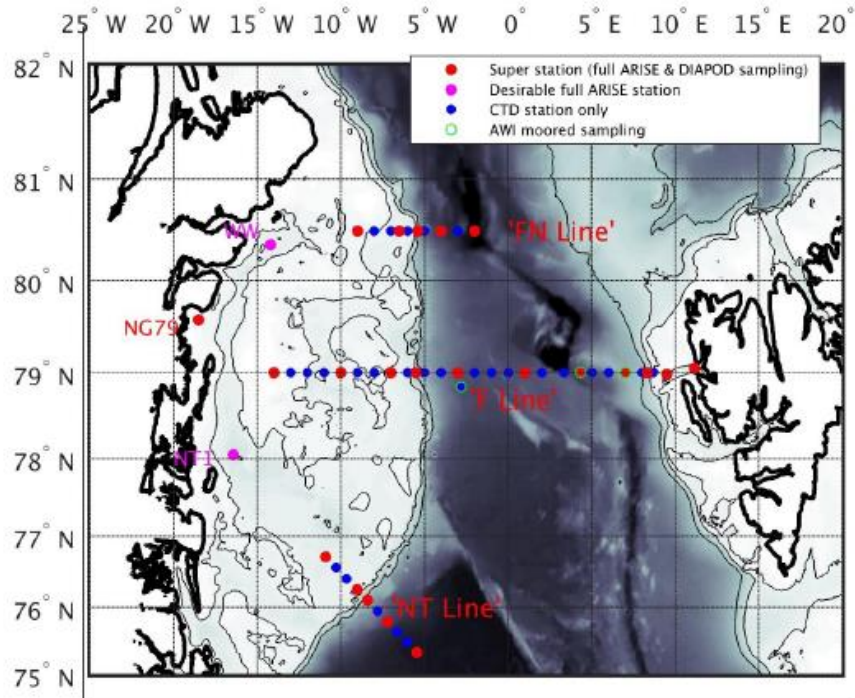 25° W 20° W 15° W 10° W 5° W 0° 5° E 10° E 15° E 20° E
82° N
Super station (full ARISE & DIAPOD sampling)
Desirable full ARISE station
CTD station only
AWI moored sampling
81° N
WW
'FN Line'
80° N
NG79
79° N
'F Line'
78° N
NT1
77° N
76° N
'NT Line'
75° N